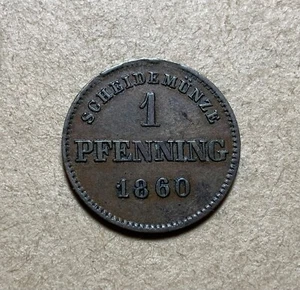 SCHEIDEMÜNZE
1
PFENNING
1860